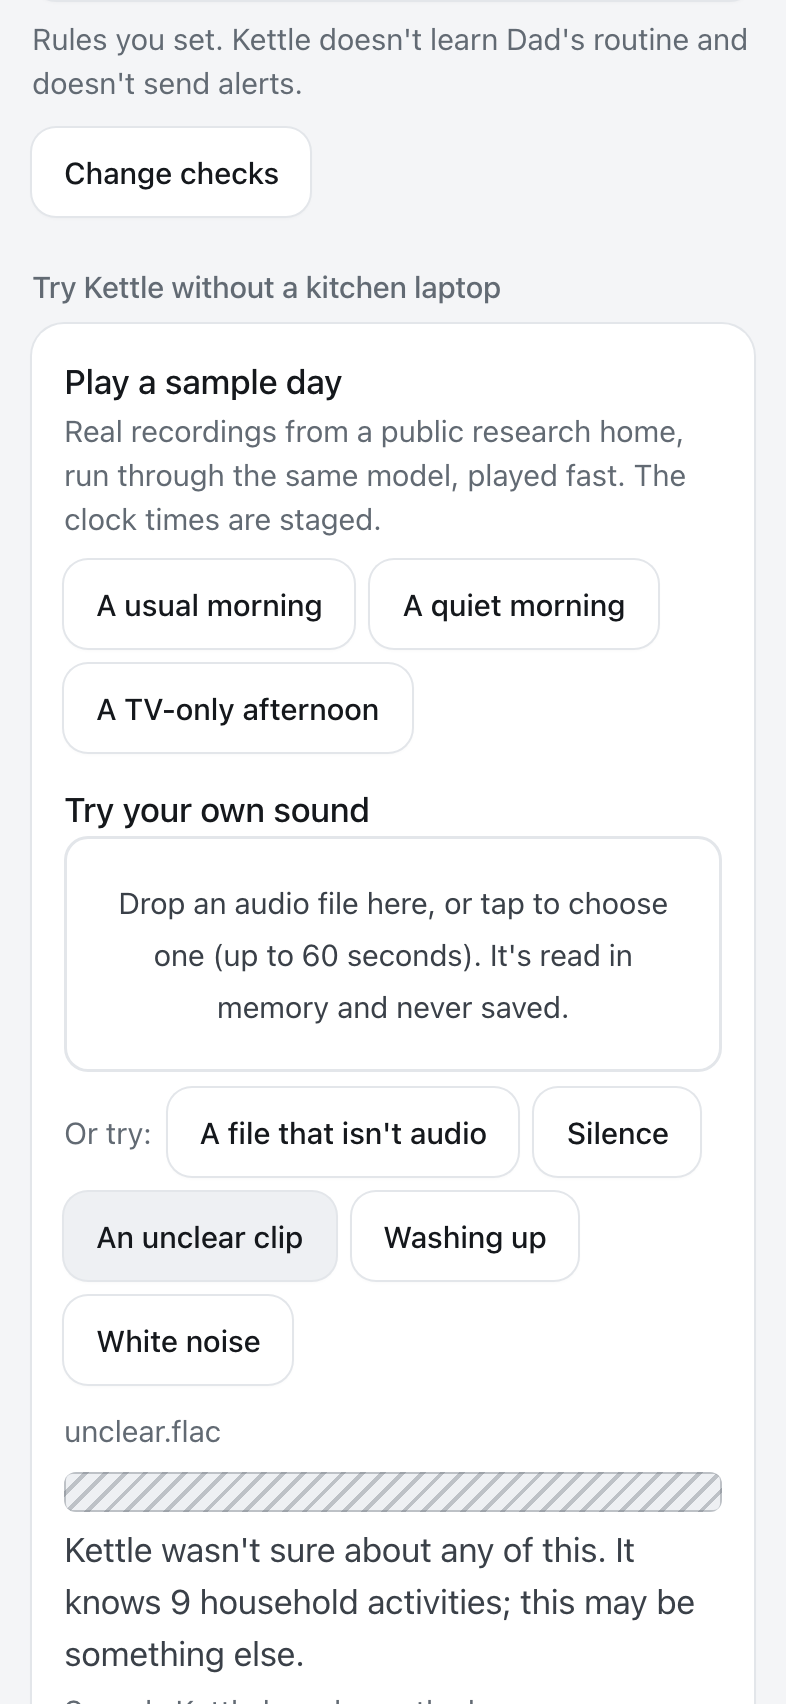 Rules you set. Kettle doesn't learn Dad's routine and
doesn't send alerts.
Change checks
Try Kettle without a kitchen laptop
Play a sample day
Real recordings from a public research home,
run through the same model, played fast. The
clock times are staged.
A usual morning
A quiet morning
A TV-only afternoon
Try your own sound
Drop an audio file here, or tap to choose
one (up to 60 seconds). It's read in
memory and never saved.
Or try:
A file that isn't audio
Silence
An unclear clip
Washing up
White noise
unclear.flac
Kettle wasn't sure about any of this. It
knows 9 household activities; this may be
something else.